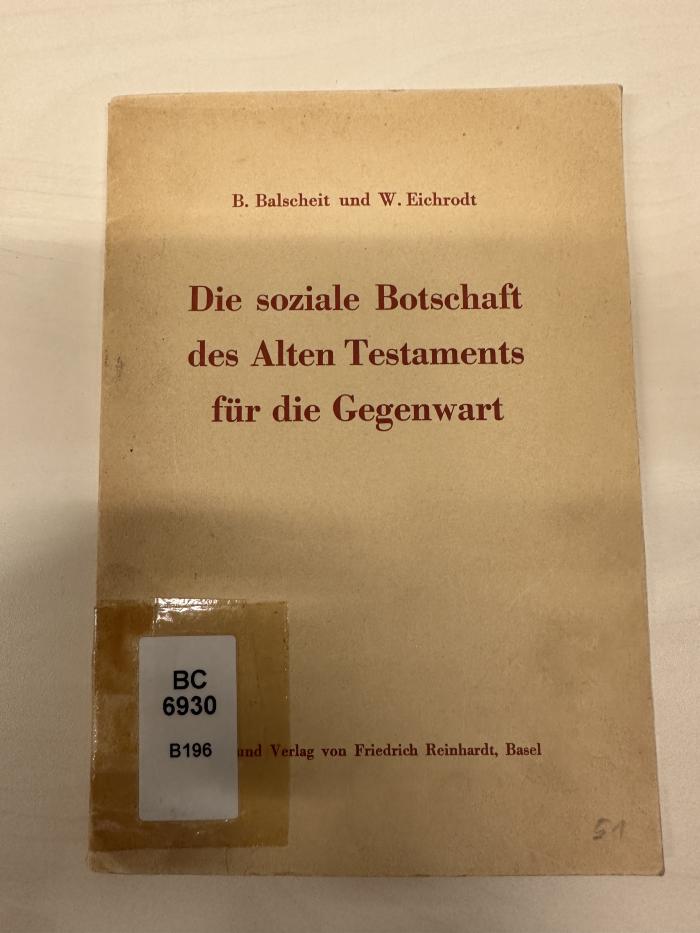 B. Balscheit und W. Eichrodt
Die soziale Botschaft
des Alten Testaments
für die Gegenwart
BC
6930
B196
und Verlag von Friedrich Reinhardt, Basel
51